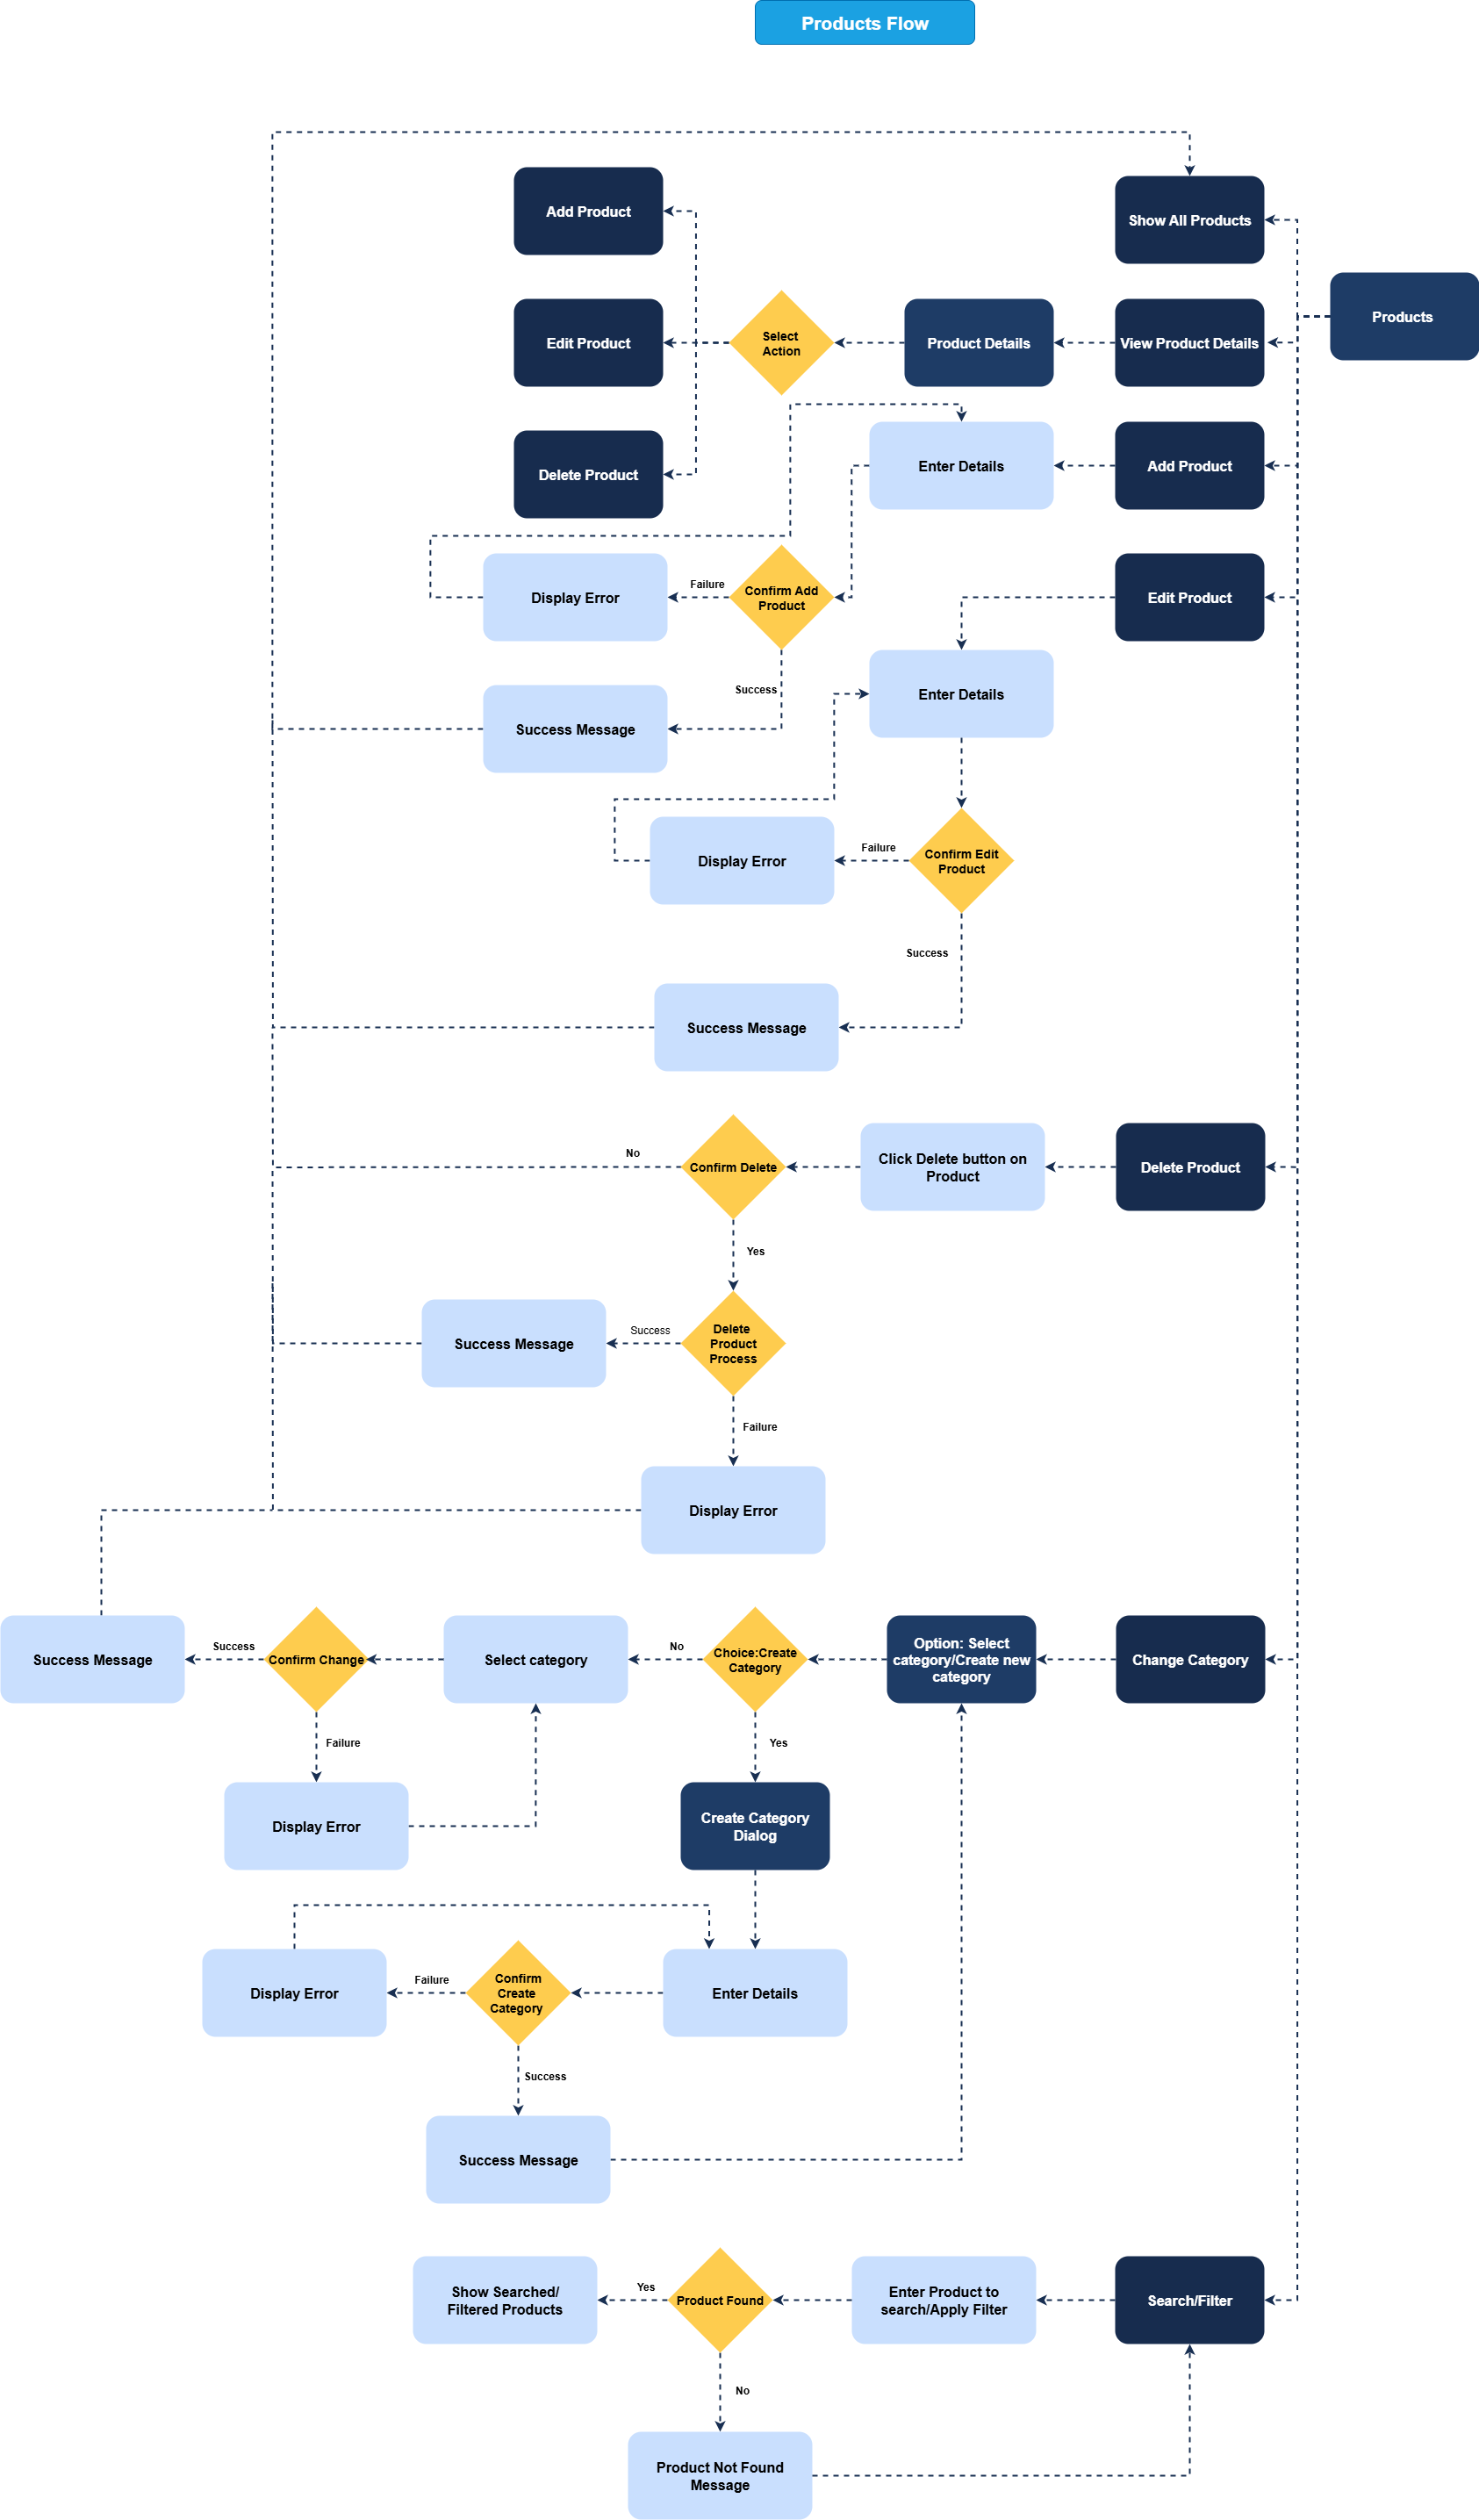 Products Flow
Add Product
Show All Products
Products
Edit Product
Select
Action
Product Details
View Product Details
Delete Product
Enter Details
Add Product
Display Error
Failure
Confirm Add
Product
Edit Product
Success
Success Message
Enter Details
Display Error
Failure
Confirm Edit
Product
Success
Success Message
No
Confirm Delete
Click Delete button on
Product
Delete Product
Yes
Success Message
Success
Delete
Product
Process
Failure
Display Error
Success Message
Success
Confirm Change
Select category
No
Choice:Create
Category
Option: Select
category/Create new
category
Change Category
Failure
Yes
Display Error
Create Category
Dialog
Display Error
Failure
Confirm
Create
Category
Enter Details
Success
Success Message
Show Searched/
Filtered Products
Yes
Product Found
Enter Product to
search/Apply Filter
Search/Filter
No
Product Not Found
Message